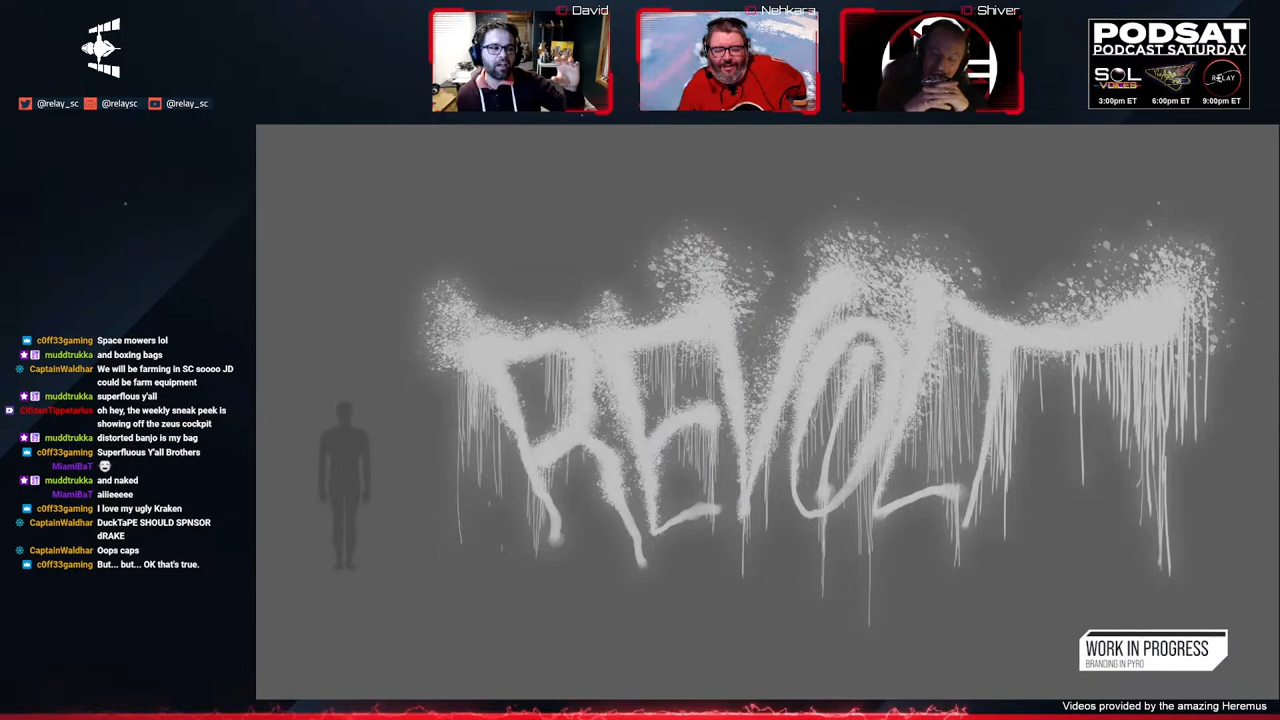 David
Nehkara
Shiver
@relay_sc
@relaysc
@relay_sc
PODSAT
PODCAST SATURDAY
SOL VOICES
RELAY
3:00pm ET
6:00pm ET
9:00pm ET
REVOLT
c0ff33gaming Space mowers lol
muddtrukka and boxing bags
CaptainWaldhar We will be farming in SC soooo JD
could be farm equipment
muddtrukka superflous y'all
CitizenTippetarius oh hey, the weekly sneak peek is
showing off the zeus cockpit
muddtrukka distorted banjo is my bag
c0ff33gaming Superfluous Y'all Brothers
MiamiBaT
muddtrukka and naked
MiamiBaT aiiieeeee
c0ff33gaming I love my ugly Kraken
CaptainWaldhar DuckTaPE SHOULD SPNSOR
dRAKE
CaptainWaldhar Oops caps
c0ff33gaming But... but... OK that's true.
WORK IN PROGRESS
BRANDING IN PYRO
Videos provided by the amazing Heremus